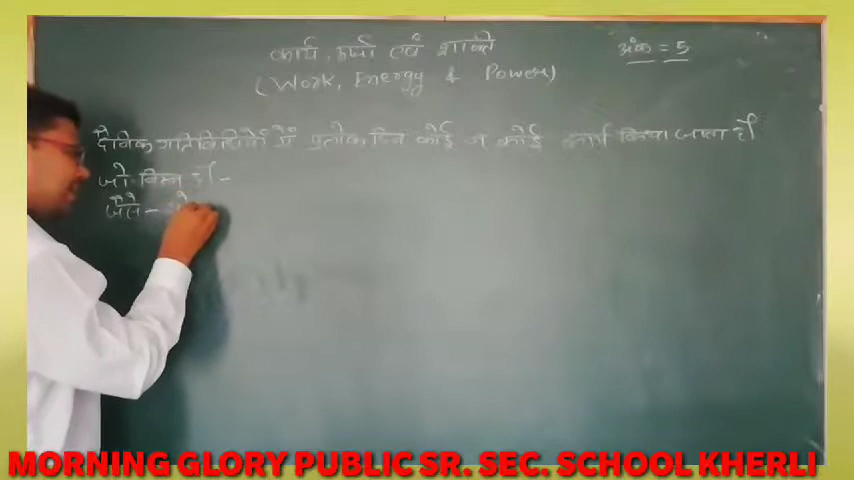 कार्य, ऊर्जा एवं शक्ति
अंक = 5
(Work, Energy & Power)
दैनिक गतिविधियों में प्रत्येक दिन कोई न कोई कार्य किया जाता है।
जो निम्न है। -
जैसे -
MORNING GLORY PUBLIC SR. SEC. SCHOOL KHERLI